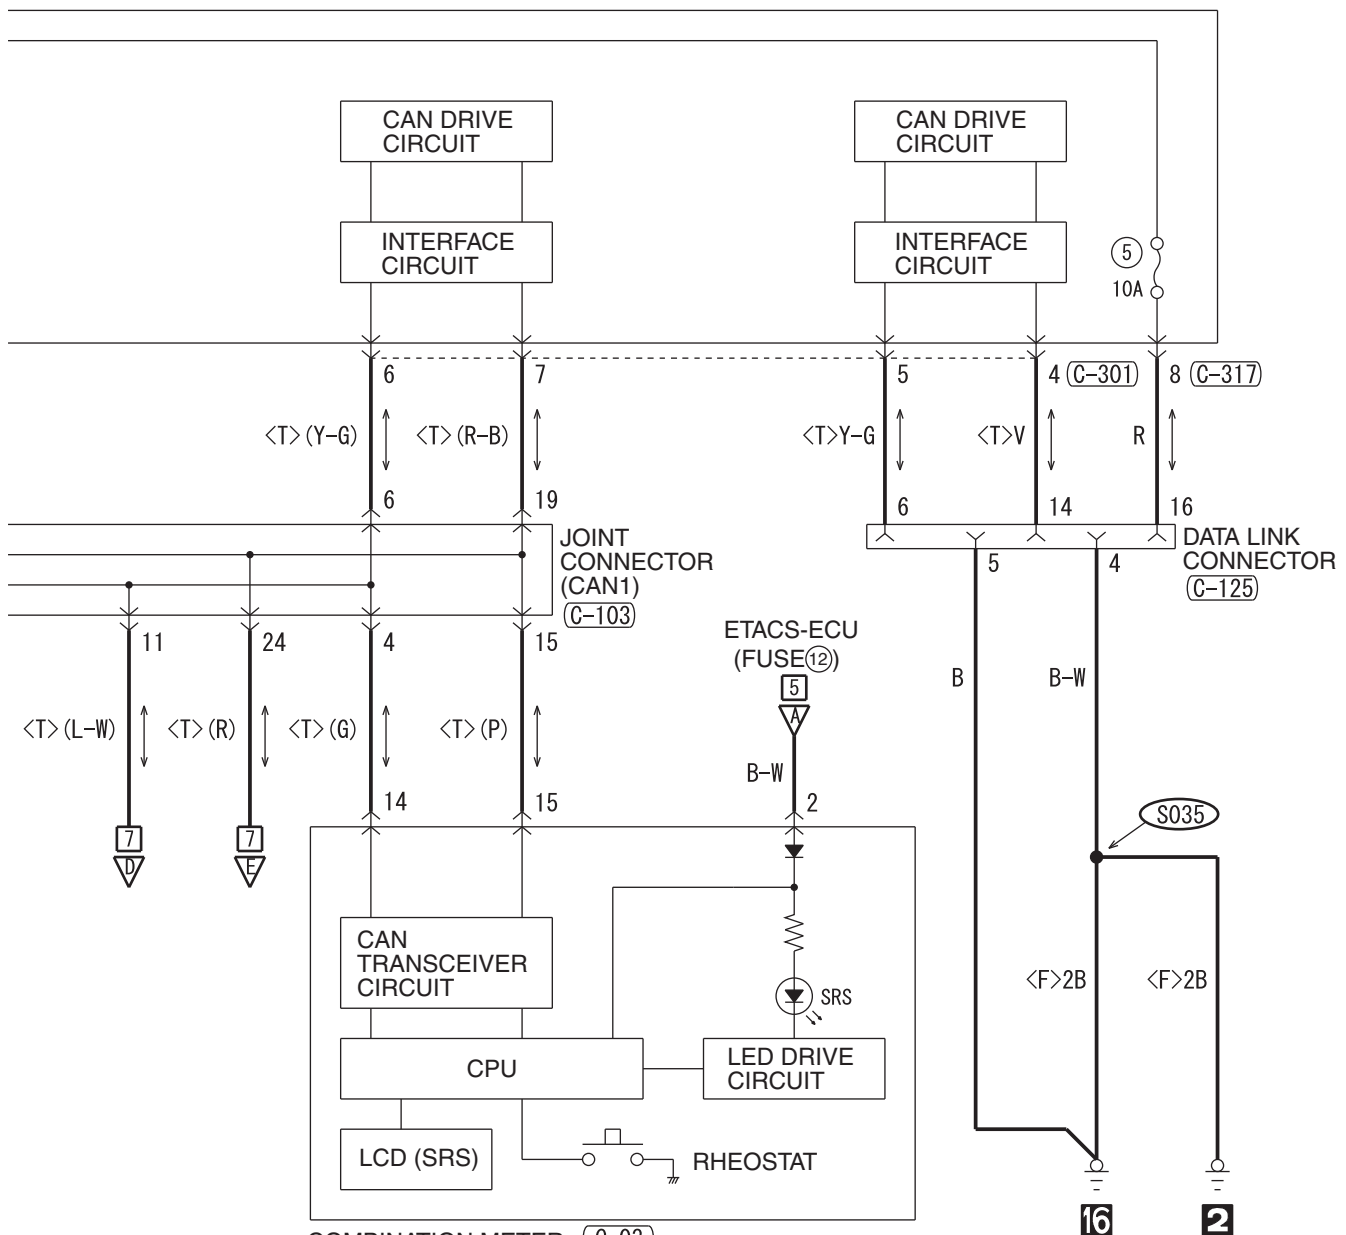 CAN DRIVE
CIRCUIT
CAN DRIVE
CIRCUIT
INTERFACE
CIRCUIT
INTERFACE
CIRCUIT
5
10A
6
7
5
4 (C-301)
8 (C-317)
<T>(Y-G)
<T>(R-B)
<T>Y-G
<T>V
R
6
19
6
14
16
JOINT
CONNECTOR
(CAN1)
(C-103)
DATA LINK
CONNECTOR
(C-125)
5
4
11
24
4
15
ETACS-ECU
(FUSE⑫)
5
A
<T>(L-W)
<T>(R)
<T>(G)
<T>(P)
B
B-W
B-W
14
15
2
7
D
7
E
S035
CAN
TRANSCEIVER
CIRCUIT
SRS
<F>2B
<F>2B
CPU
LED DRIVE
CIRCUIT
LCD (SRS)
RHEOSTAT
16
2
COMBINATION METER